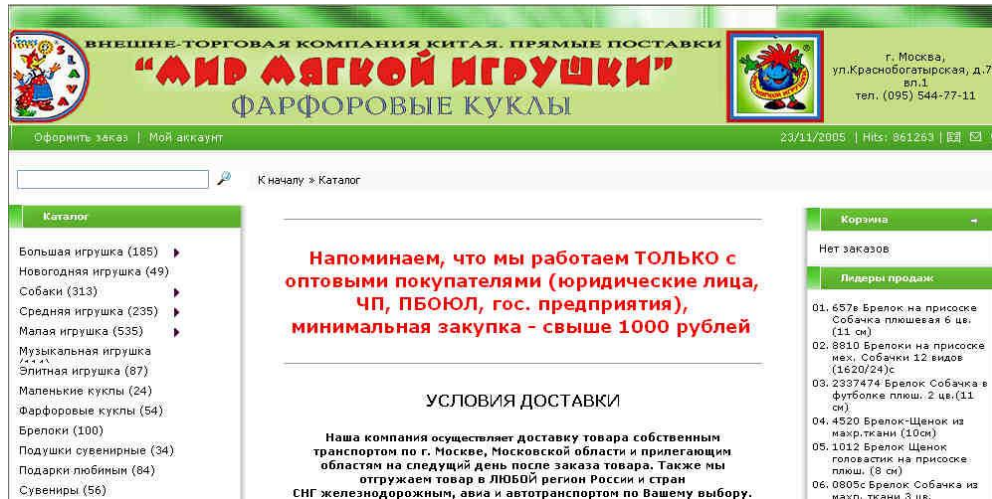 ВНЕШНЕ-ТОРГОВАЯ КОМПАНИЯ КИТАЯ. ПРЯМЫЕ ПОСТАВКИ
“МИР МЯГКОЙ ИГРУШКИ”
ФАРФОРОВЫЕ КУКЛЫ
SLAVA
г. Москва,
ул.Краснобогатырская, д.7
вл.1
тел. (095) 544-77-11
Оформить заказ | Мой аккаунт
23/11/2005 | Hits: 861263 |
К началу » Каталог
Каталог
Большая игрушка (185)
Новогодняя игрушка (49)
Собаки (313)
Средняя игрушка (235)
Малая игрушка (535)
Музыкальная игрушка
Элитная игрушка (87)
Маленькие куклы (24)
Фарфоровые куклы (54)
Брелоки (100)
Подушки сувенирные (34)
Подарки любимым (84)
Сувениры (56)
Напоминаем, что мы работаем ТОЛЬКО с
оптовыми покупателями (юридические лица,
ЧП, ПБОЮЛ, гос. предприятия),
минимальная закупка - свыше 1000 рублей
УСЛОВИЯ ДОСТАВКИ
Наша компания осуществляет доставку товара собственным
транспортом по г. Москве, Московской области и прилегающим
областям на следущий день после заказа товара. Также мы
отгружаем товар в ЛЮБОЙ регион России и стран
СНГ железнодорожным, авиа и автотранспортом по Вашему выбору.
Корзина
Нет заказов
Лидеры продаж
01. 657в Брелок на присоске
Собачка плюшевая 6 цв.
(11 см)
02. 8810 Брелоки на присоске
мех. Собачки 12 видов
(1620/24)с
03. 2337474 Брелок Собачка в
футболке плюш. 2 цв.(11
см)
04. 4520 Брелок-Щенок из
махр.ткани (10см)
05. 1012 Брелок Щенок
головастик на присоске
плюш. (8 см)
06. 0805с Брелок Собачка из
махр. ткани 3 цв.